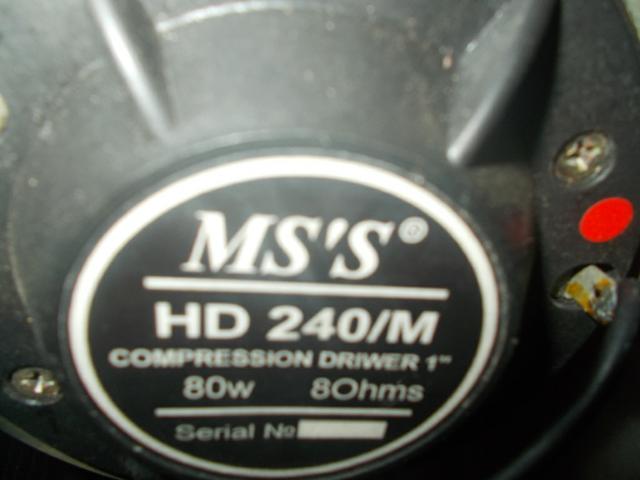 MS'S®
HD 240/M
COMPRESSION DRIWER 1"
80w 8Ohms
Serial №